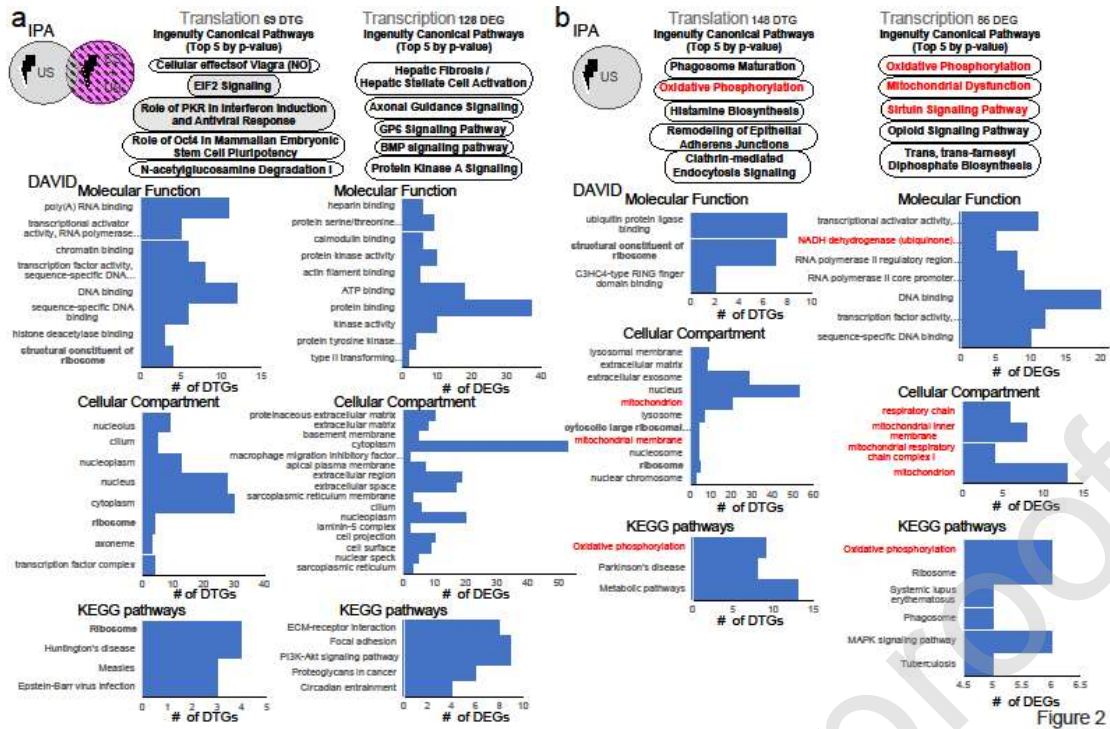 a
IPA
US
Translation 69 DTG
Ingenuity Canonical Pathways
(Top 5 by p-value)
Cellular effectsof Viagra (NO)
EIF2 Signaling
Role of PKR in Interferon Induction
and Antiviral Response
Role of Oct4 in Mammalian Embryonic
Stem Cell Pluripotency
N-acetylglucosamine Degradation I
Transcription 128 DEG
Ingenuity Canonical Pathways
(Top 5 by p-value)
Hepatic Fibrosis /
Hepatic Stellate Cell Activation
Axonal Guidance Signaling
GP6 Signaling Pathway
BMP signaling pathway
Protein Kinase A Signaling
DAVID
Molecular Function
poly(A) RNA binding
transcriptional activator
activity, RNA polymerase...
chromatin binding
transcription factor activity,
sequence-specific DNA...
DNA binding
sequence-specific DNA
binding
histone deacetylase binding
structural constituent of
ribosome
0 5 10 15
# of DTGs
Molecular Function
heparin binding
protein serine/threonine...
calmodulin binding
protein kinase activity
actin filament binding
ATP binding
protein binding
kinase activity
protein tyrosine kinase...
type II transforming...
0 10 20 30 40
# of DEGs
Cellular Compartment
nucleolus
cilium
nucleoplasm
nucleus
cytoplasm
ribosome
axoneme
transcription factor complex
0 10 20 30 40
# of DTGs
Cellular Compartment
proteinaceous extracellular matrix
extracellular matrix
basement membrane
cytoplasm
macrophage migration inhibitory factor...
apical plasma membrane
extracellular region
extracellular space
sarcoplasmic reticulum membrane
cilium
nucleoplasm
laminin-5 complex
cell projection
cell surface
nuclear speck
sarcoplasmic reticulum
0 10 20 30 40 50
# of DEGs
KEGG pathways
Ribosome
Huntington's disease
Measles
Epstein-Barr virus infection
0 1 2 3 4 5
# of DTGs
KEGG pathways
ECM-receptor interaction
Focal adhesion
PI3K-Akt signaling pathway
Proteoglycans in cancer
Circadian entrainment
0 2 4 6 8 10
# of DEGs
b
IPA
US
Translation 148 DTG
Ingenuity Canonical Pathways
(Top 5 by p-value)
Phagosome Maturation
Oxidative Phosphorylation
Histamine Biosynthesis
Remodeling of Epithelial
Adherens Junctions
Clathrin-mediated
Endocytosis Signaling
Transcription 86 DEG
Ingenuity Canonical Pathways
(Top 5 by p-value)
Oxidative Phosphorylation
Mitochondrial Dysfunction
Sirtuin Signaling Pathway
Opioid Signaling Pathway
Trans, trans-farnesyl
Diphosphate Biosynthesis
DAVID
Molecular Function
ubiquitin protein ligase
binding
structural constituent of
ribosome
C3HC4-type RING finger
domain binding
0 2 4 6 8 10
# of DTGs
Molecular Function
transcriptional activator activity,...
NADH dehydrogenase (ubiquinone)...
RNA polymerase II regulatory region...
RNA polymerase II core promoter...
DNA binding
transcription factor activity,...
sequence-specific DNA binding
0 5 10 15 20
# of DEGs
Cellular Compartment
lysosomal membrane
extracellular matrix
extracellular exosome
nucleus
mitochondrion
lysosome
cytosolic large ribosomal...
mitochondrial membrane
nucleosome
ribosome
nuclear chromosome
0 10 20 30 40 50 60
# of DTGs
Cellular Compartment
respiratory chain
mitochondrial inner
membrane
mitochondrial respiratory
chain complex I
mitochondrion
0 5 10 15
# of DEGs
KEGG pathways
Oxidative phosphorylation
Parkinson's disease
Metabolic pathways
0 5 10 15
# of DTGs
KEGG pathways
Oxidative phosphorylation
Ribosome
Systemic lupus
erythematosus
Phagosome
MAPK signaling pathway
Tuberculosis
4.5 5 5.5 6 6.5
# of DEGs
Figure 2
proof